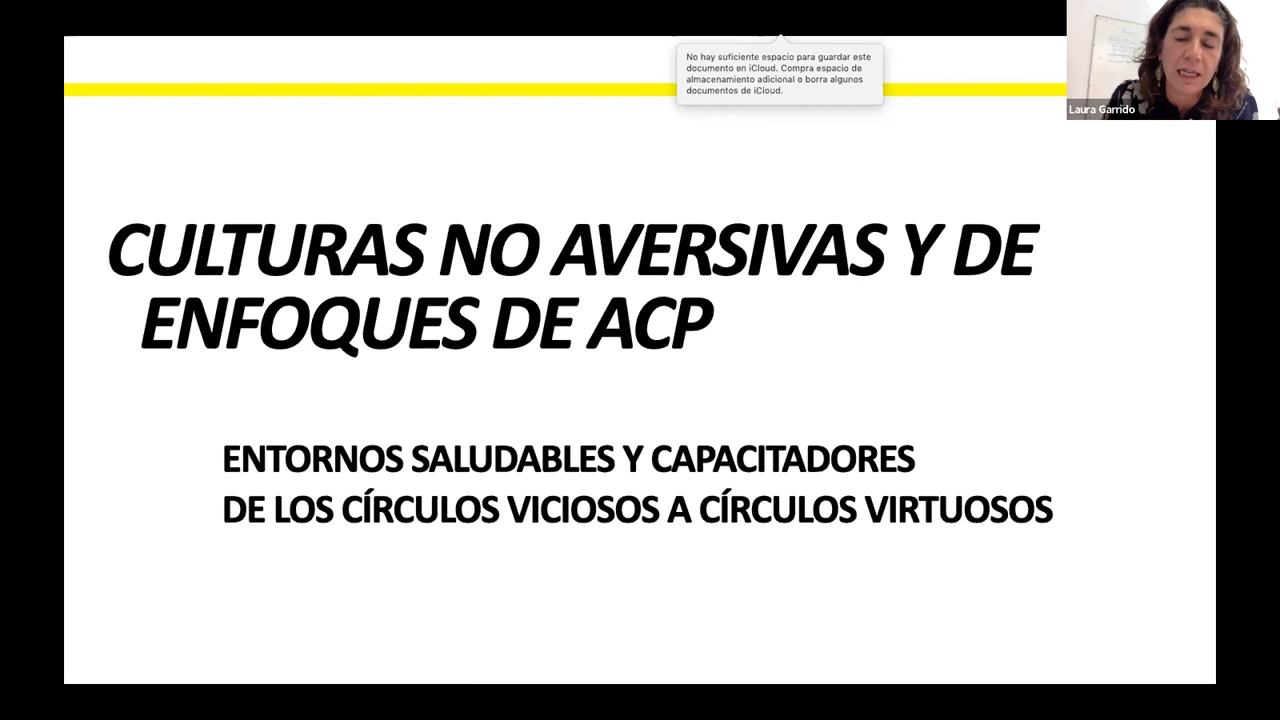 No hay suficiente espacio para guardar este
documento en iCloud. Compra espacio de
almacenamiento adicional o borra algunos
documentos de iCloud.
Laura Garrido
CULTURAS NO AVERSIVAS Y DE
ENFOQUES DE ACP
ENTORNOS SALUDABLES Y CAPACITADORES
DE LOS CÍRCULOS VICIOSOS A CÍRCULOS VIRTUOSOS